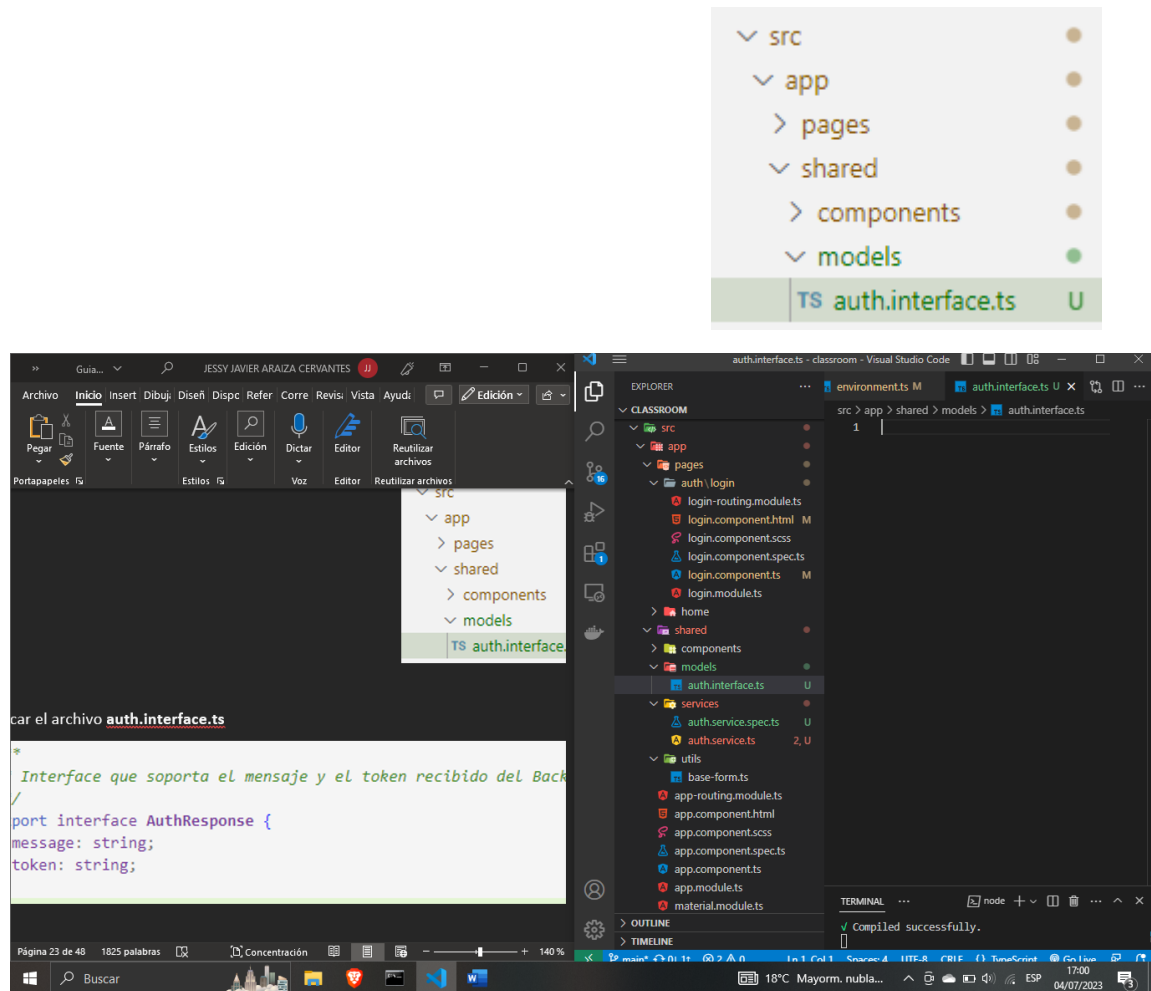 src
app
pages
shared
components
models
TS auth.interface.ts U
Guia...
JESSY JAVIER ARAIZA CERVANTES JJ
Archivo Inicio Insert Dibuj Diseñ Dispc Refer Corre Revis Vista Ayuda Edición
Pegar
Fuente
Párrafo
Estilos
Edición
Dictar
Editor
Reutilizar archivos
Portapapeles Estilos Voz Editor Reutilizar archivos
src
app
pages
shared
components
models
TS auth.interface.
car el archivo auth.interface.ts
*
Interface que soporta el mensaje y el token recibido del Back
/
port interface AuthResponse {
message: string;
token: string;
Página 23 de 48 1825 palabras Concentración 140 %
auth.interface.ts - classroom - Visual Studio Code
EXPLORER
CLASSROOM
src
app
pages
auth\login
login-routing.module.ts
login.component.html M
login.component.scss
login.component.spec.ts
login.component.ts M
login.module.ts
home
shared
components
models
auth.interface.ts U
services
auth.service.spec.ts U
auth.service.ts 2, U
utils
base-form.ts
app-routing.module.ts
app.component.html
app.component.scss
app.component.spec.ts
app.component.ts
app.module.ts
material.module.ts
OUTLINE
TIMELINE
16
1
environment.ts M auth.interface.ts U
src > app > shared > models > auth.interface.ts
1
TERMINAL node
√ Compiled successfully.
main* 0↓ 1↑ 2 0 Ln 1, Col 1 Spaces: 4 UTF-8 CRLF {} TypeScript Go Live
Buscar
18°C Mayorm. nubla... ESP
17:00
04/07/2023
3